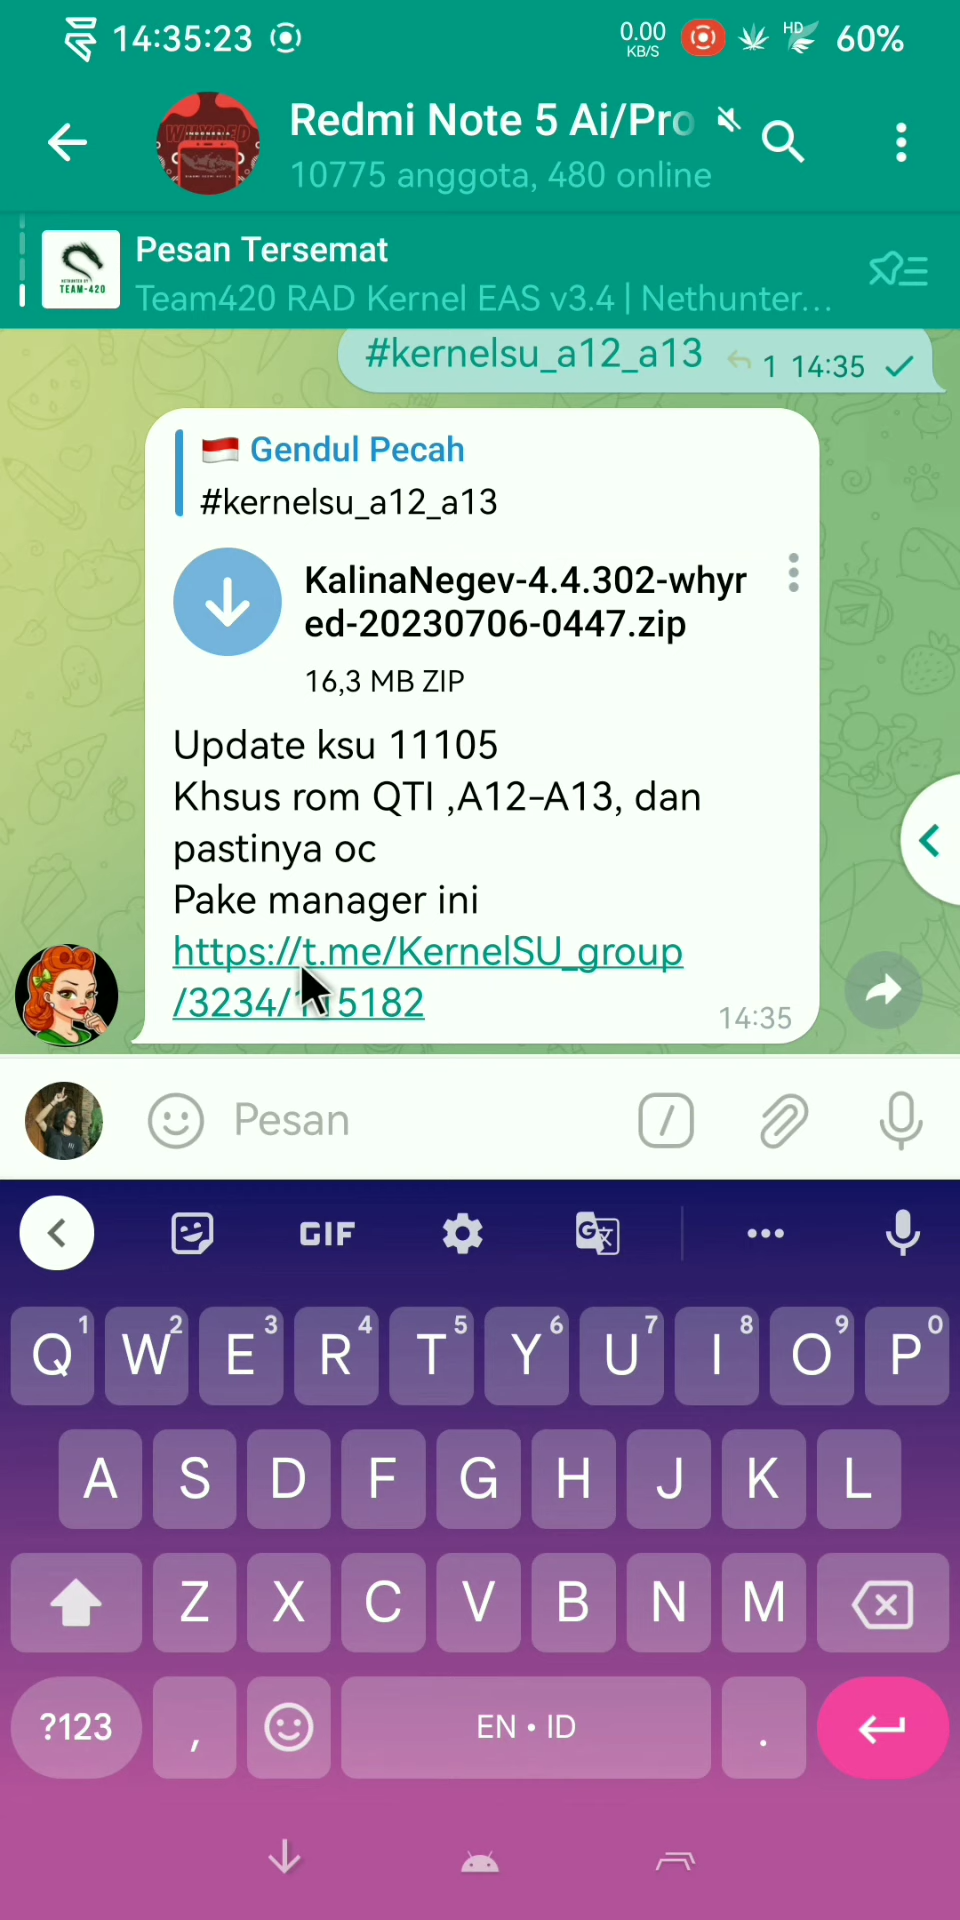 14:35:23
0.00
KB/S
HD
60%
Redmi Note 5 Ai/Pro
10775 anggota, 480 online
WHYRED
TEAM-420
Pesan Tersemat
Team420 RAD Kernel EAS v3.4 | Nethunter...
#kernelsu_a12_a13
1 14:35
Gendul Pecah
#kernelsu_a12_a13
KalinaNegev-4.4.302-whyr
ed-20230706-0447.zip
16,3 MB ZIP
Update ksu 11105
Khsus rom QTI ,A12-A13, dan
pastinya oc
Pake manager ini
https://t.me/KernelSU_group
/3234/115182
14:35
Pesan
/
GIF
G
Q 1 W 2 E 3 R 4 T 5 Y 6 U 7 I 8 O 9 P 0
A S D F G H J K L
Z X C V B N M
?123 , EN • ID .